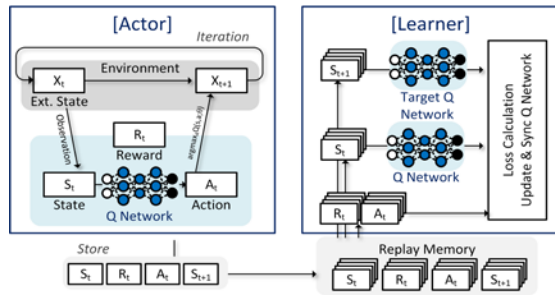 [Actor]
Iteration
Environment
Xt
Xt+1
Ext. State
Observation
Rt
Reward
St
At
State
Q Network
Action
Store
St
Rt
At
St+1
[Learner]
St+1
Target Q
Network
St
Q Network
Rt
At
Loss Calculation
Update & Sync Q Network
Replay Memory
St
Rt
At
St+1